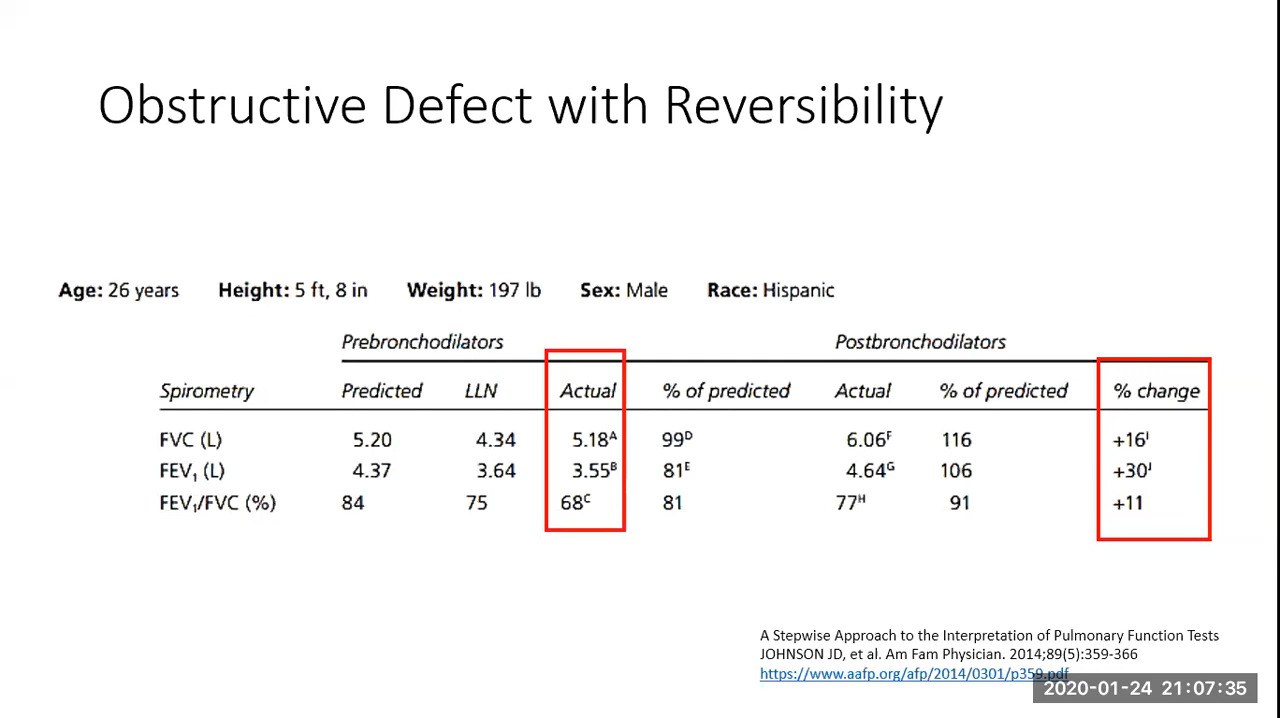 Obstructive Defect with Reversibility
Age: 26 years Height: 5 ft, 8 in Weight: 197 lb Sex: Male Race: Hispanic
Prebronchodilators Postbronchodilators
Spirometry Predicted LLN Actual % of predicted Actual % of predicted % change
FVC (L) 5.20 4.34 5.18ᴬ 99ᴰ 6.06ꟳ 116 +16ᴵ
FEV₁ (L) 4.37 3.64 3.55ᴮ 81ᴱ 4.64ᴳ 106 +30ᴶ
FEV₁/FVC (%) 84 75 68ꟲ 81 77ᴴ 91 +11
A Stepwise Approach to the Interpretation of Pulmonary Function Tests
JOHNSON JD, et al. Am Fam Physician. 2014;89(5):359-366
https://www.aafp.org/afp/2014/0301/p359.pdf
2020-01-24 21:07:35